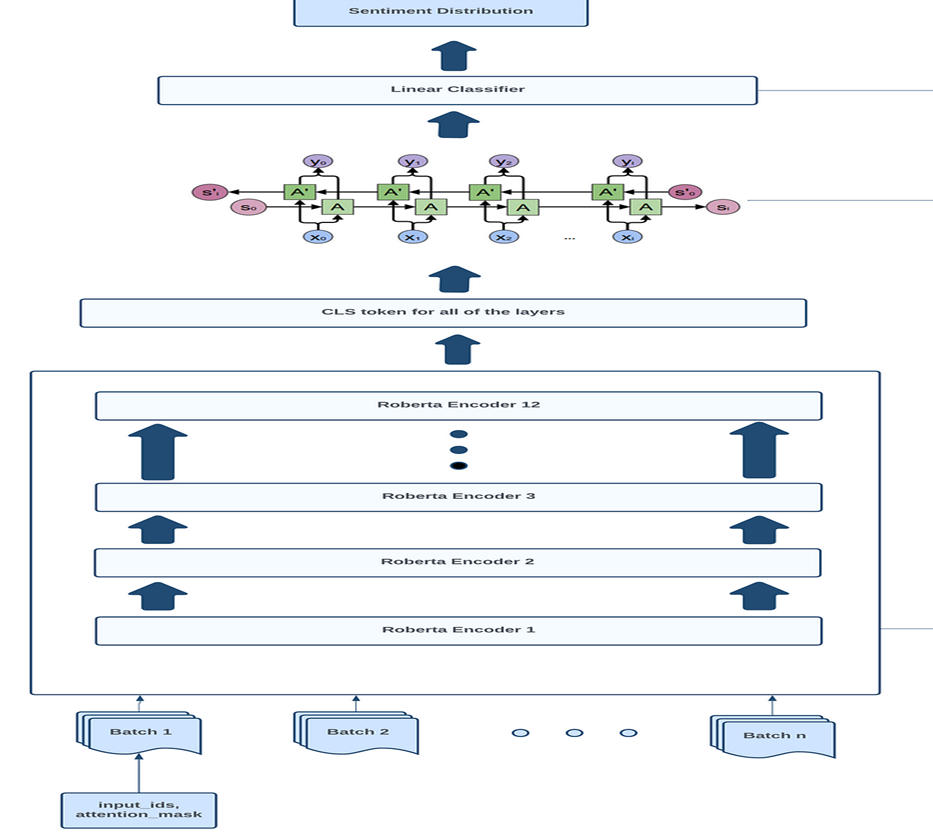 Sentiment Distribution
Linear Classifier
y₀ y₁ y₂ yᵢ
s'ᵢ A' A' A' A' s'₀
s₀ A A A A sᵢ
x₀ x₁ x₂ ... xᵢ
CLS token for all of the layers
Roberta Encoder 12
Roberta Encoder 3
Roberta Encoder 2
Roberta Encoder 1
Batch 1 Batch 2 Batch n
input_ids,
attention_mask